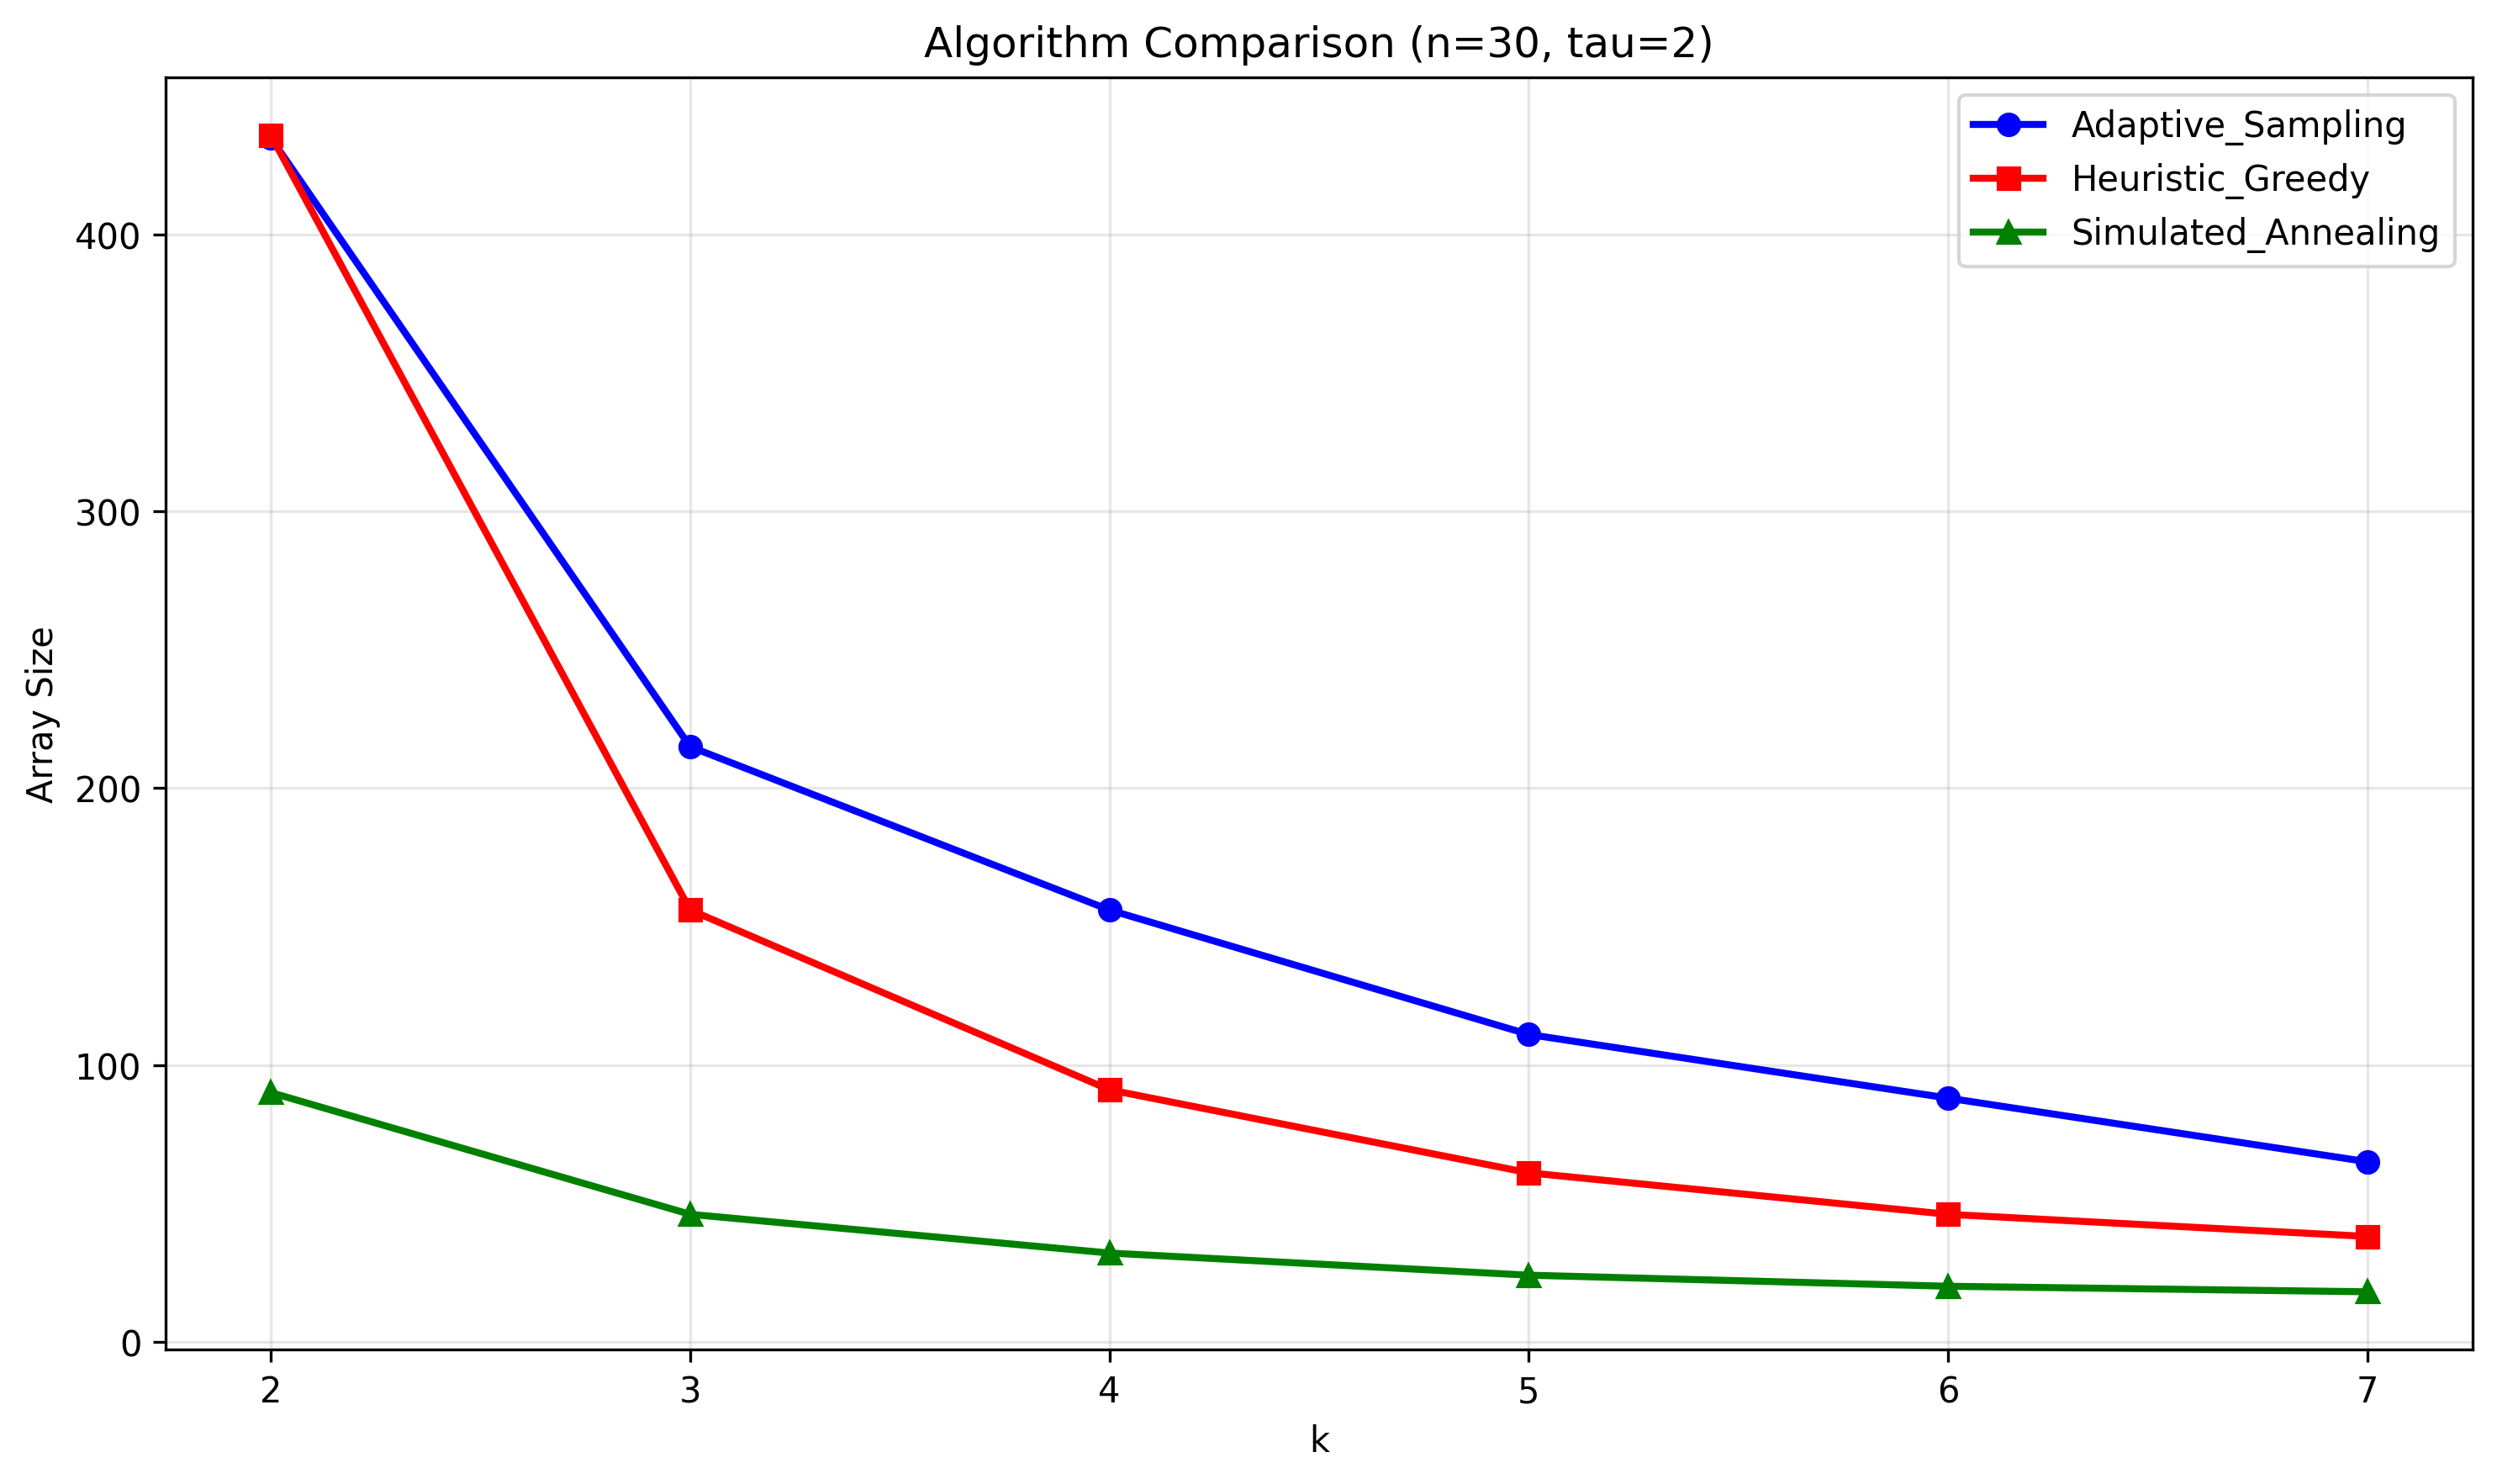 Algorithm Comparison (n=30, tau=2)
Adaptive_Sampling
Heuristic_Greedy
Simulated_Annealing
Array Size
400
300
200
100
0
2 3 4 5 6 7
k